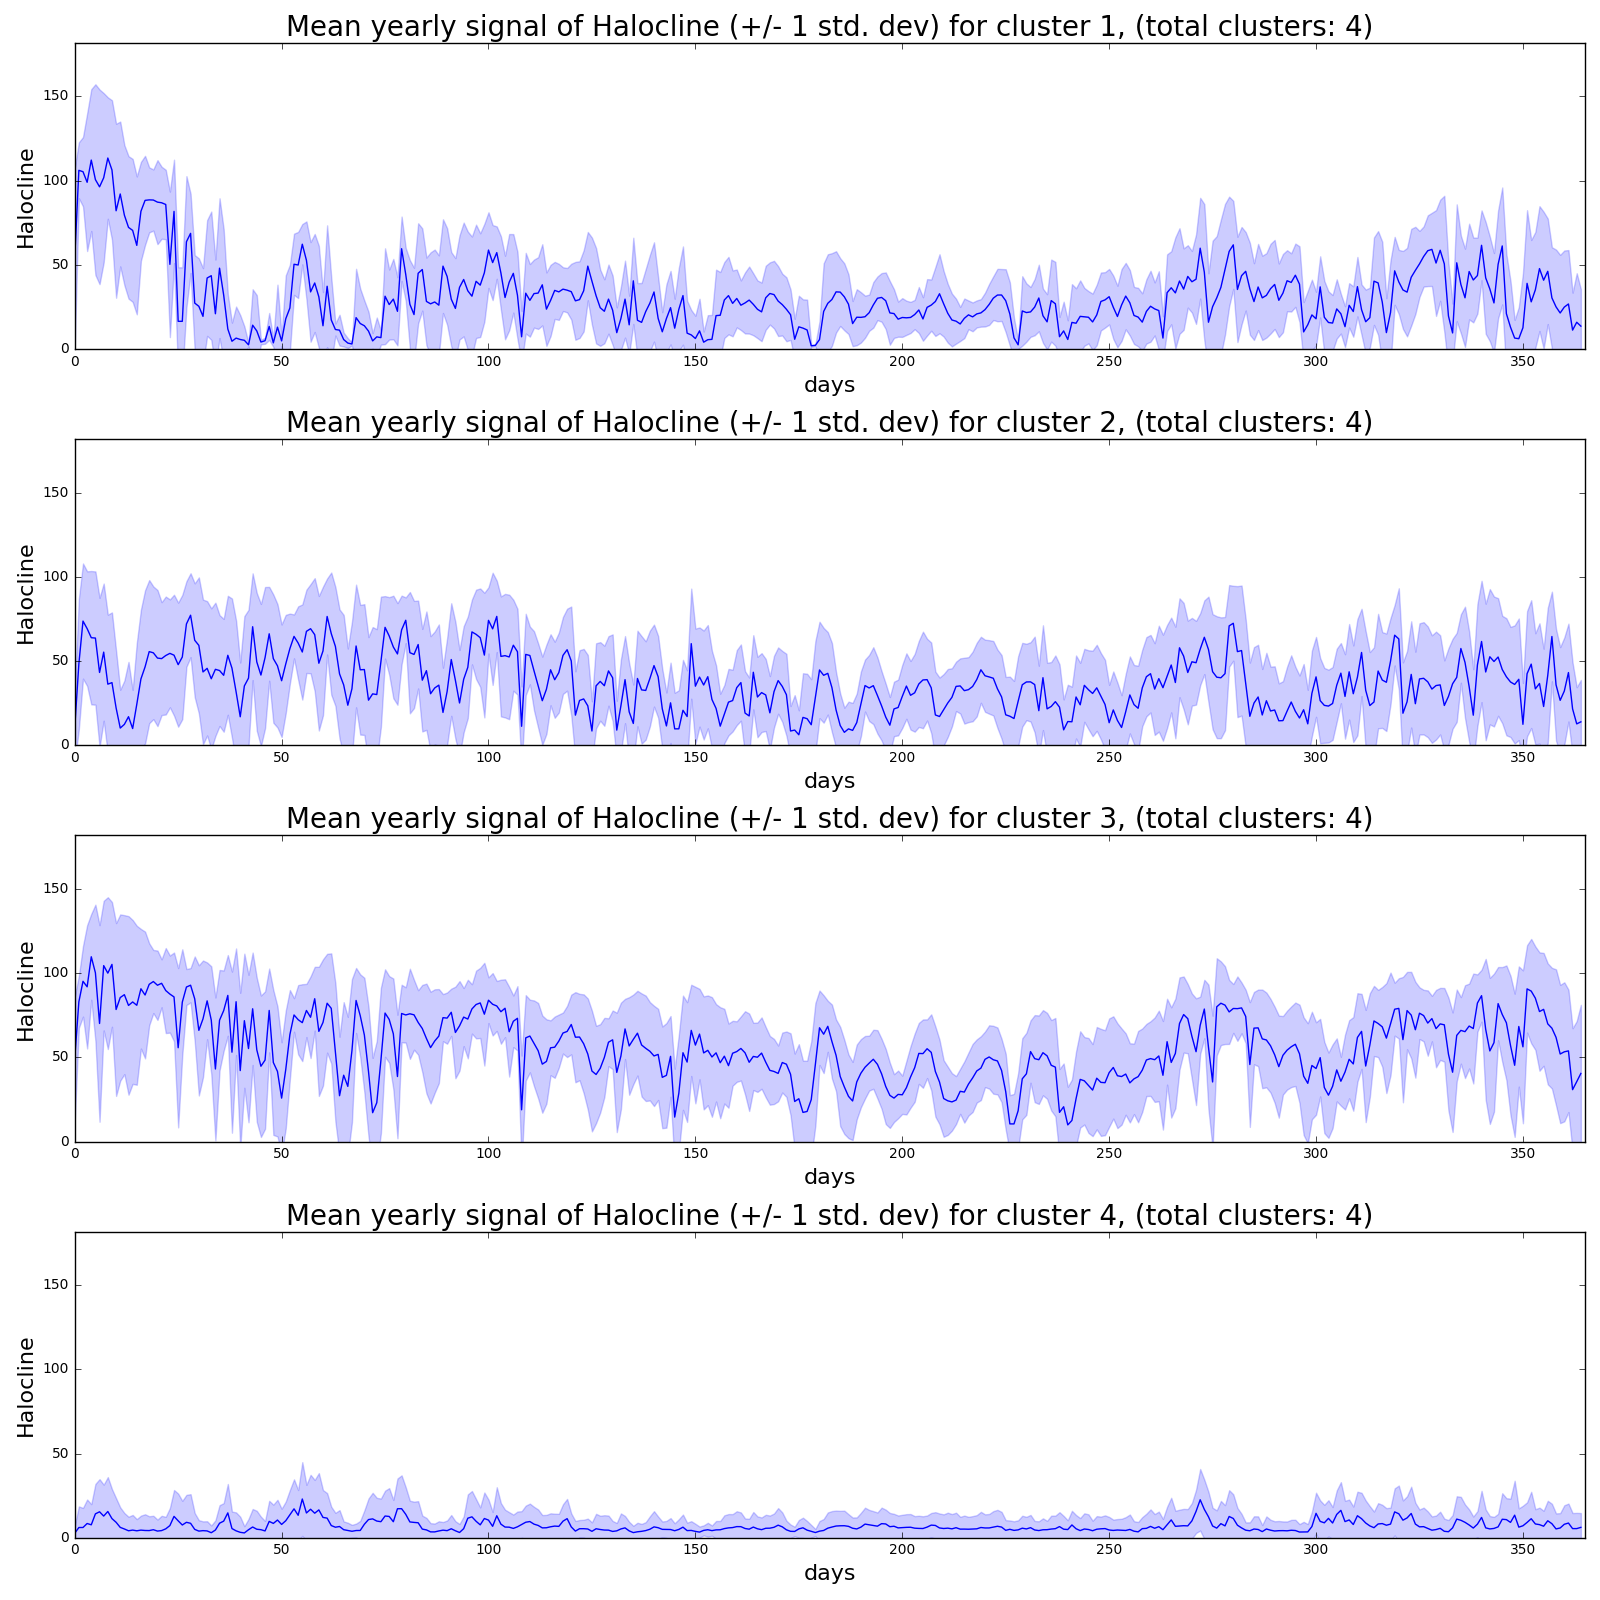 Mean yearly signal of Halocline (+/- 1 std. dev) for cluster 1, (total clusters: 4)
Halocline
150
100
50
0
0 50 100 150 200 250 300 350
days
Mean yearly signal of Halocline (+/- 1 std. dev) for cluster 2, (total clusters: 4)
Halocline
150
100
50
0
0 50 100 150 200 250 300 350
days
Mean yearly signal of Halocline (+/- 1 std. dev) for cluster 3, (total clusters: 4)
Halocline
150
100
50
0
0 50 100 150 200 250 300 350
days
Mean yearly signal of Halocline (+/- 1 std. dev) for cluster 4, (total clusters: 4)
Halocline
150
100
50
0
0 50 100 150 200 250 300 350
days